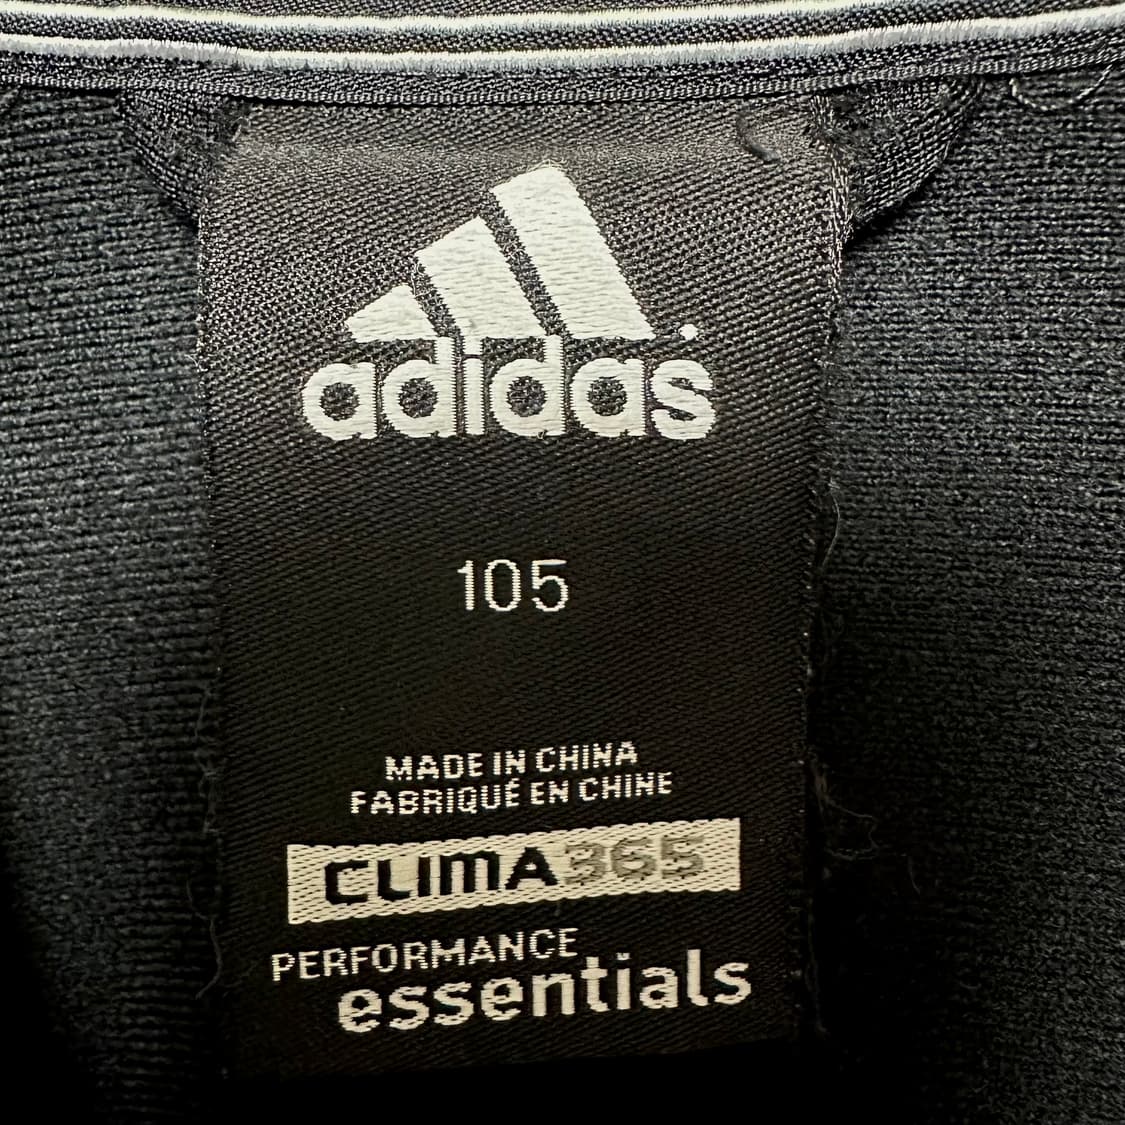 adidas
105
MADE IN CHINA
FABRIQUÉ EN CHINE
CLIMA365
PERFORMANCE
essentials